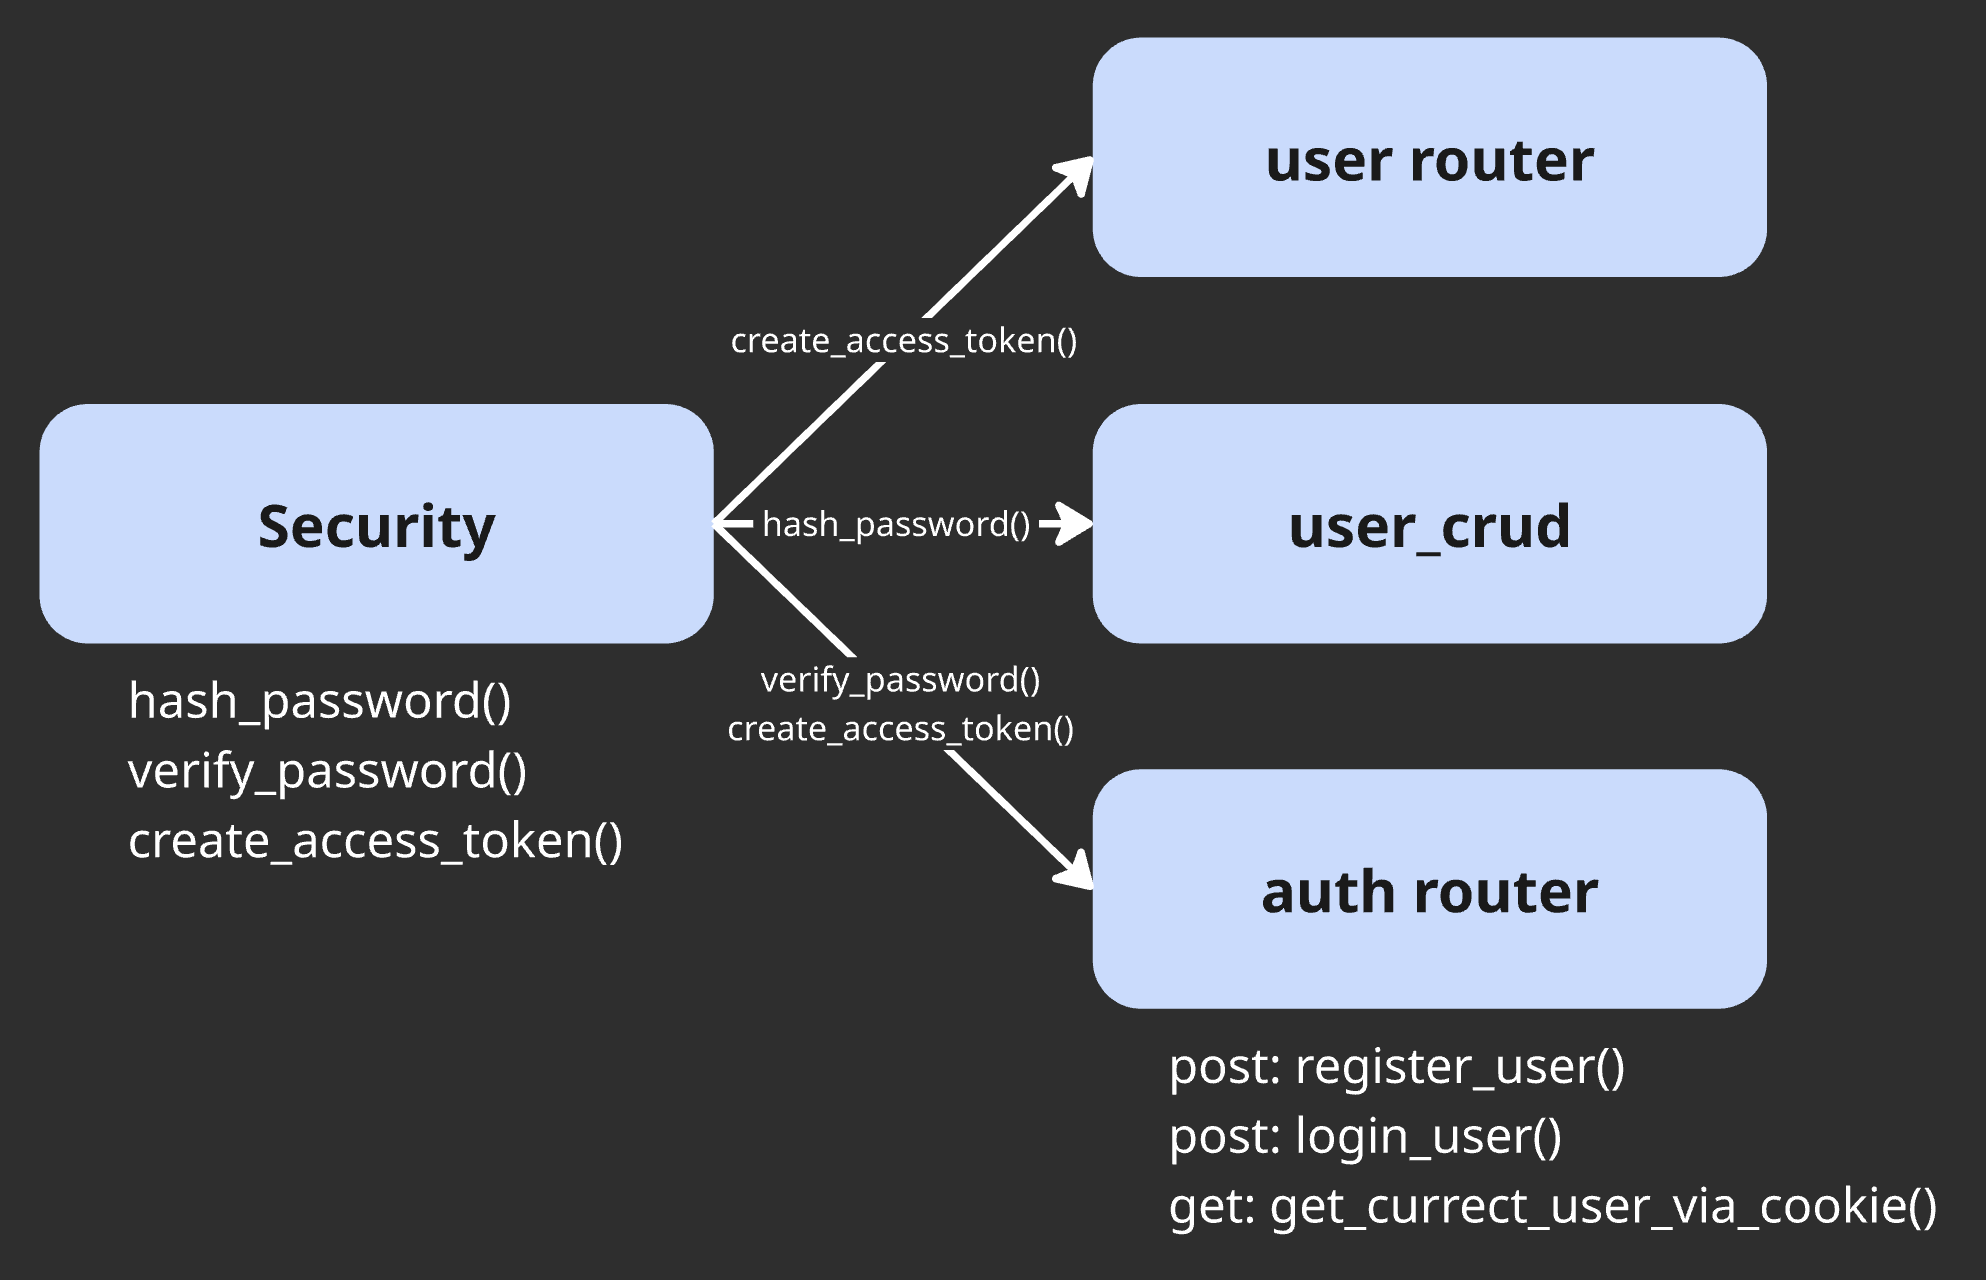 user router
create_access_token()
Security
hash_password()
user_crud
hash_password()
verify_password()
create_access_token()
verify_password()
create_access_token()
auth router
post: register_user()
post: login_user()
get: get_currect_user_via_cookie()